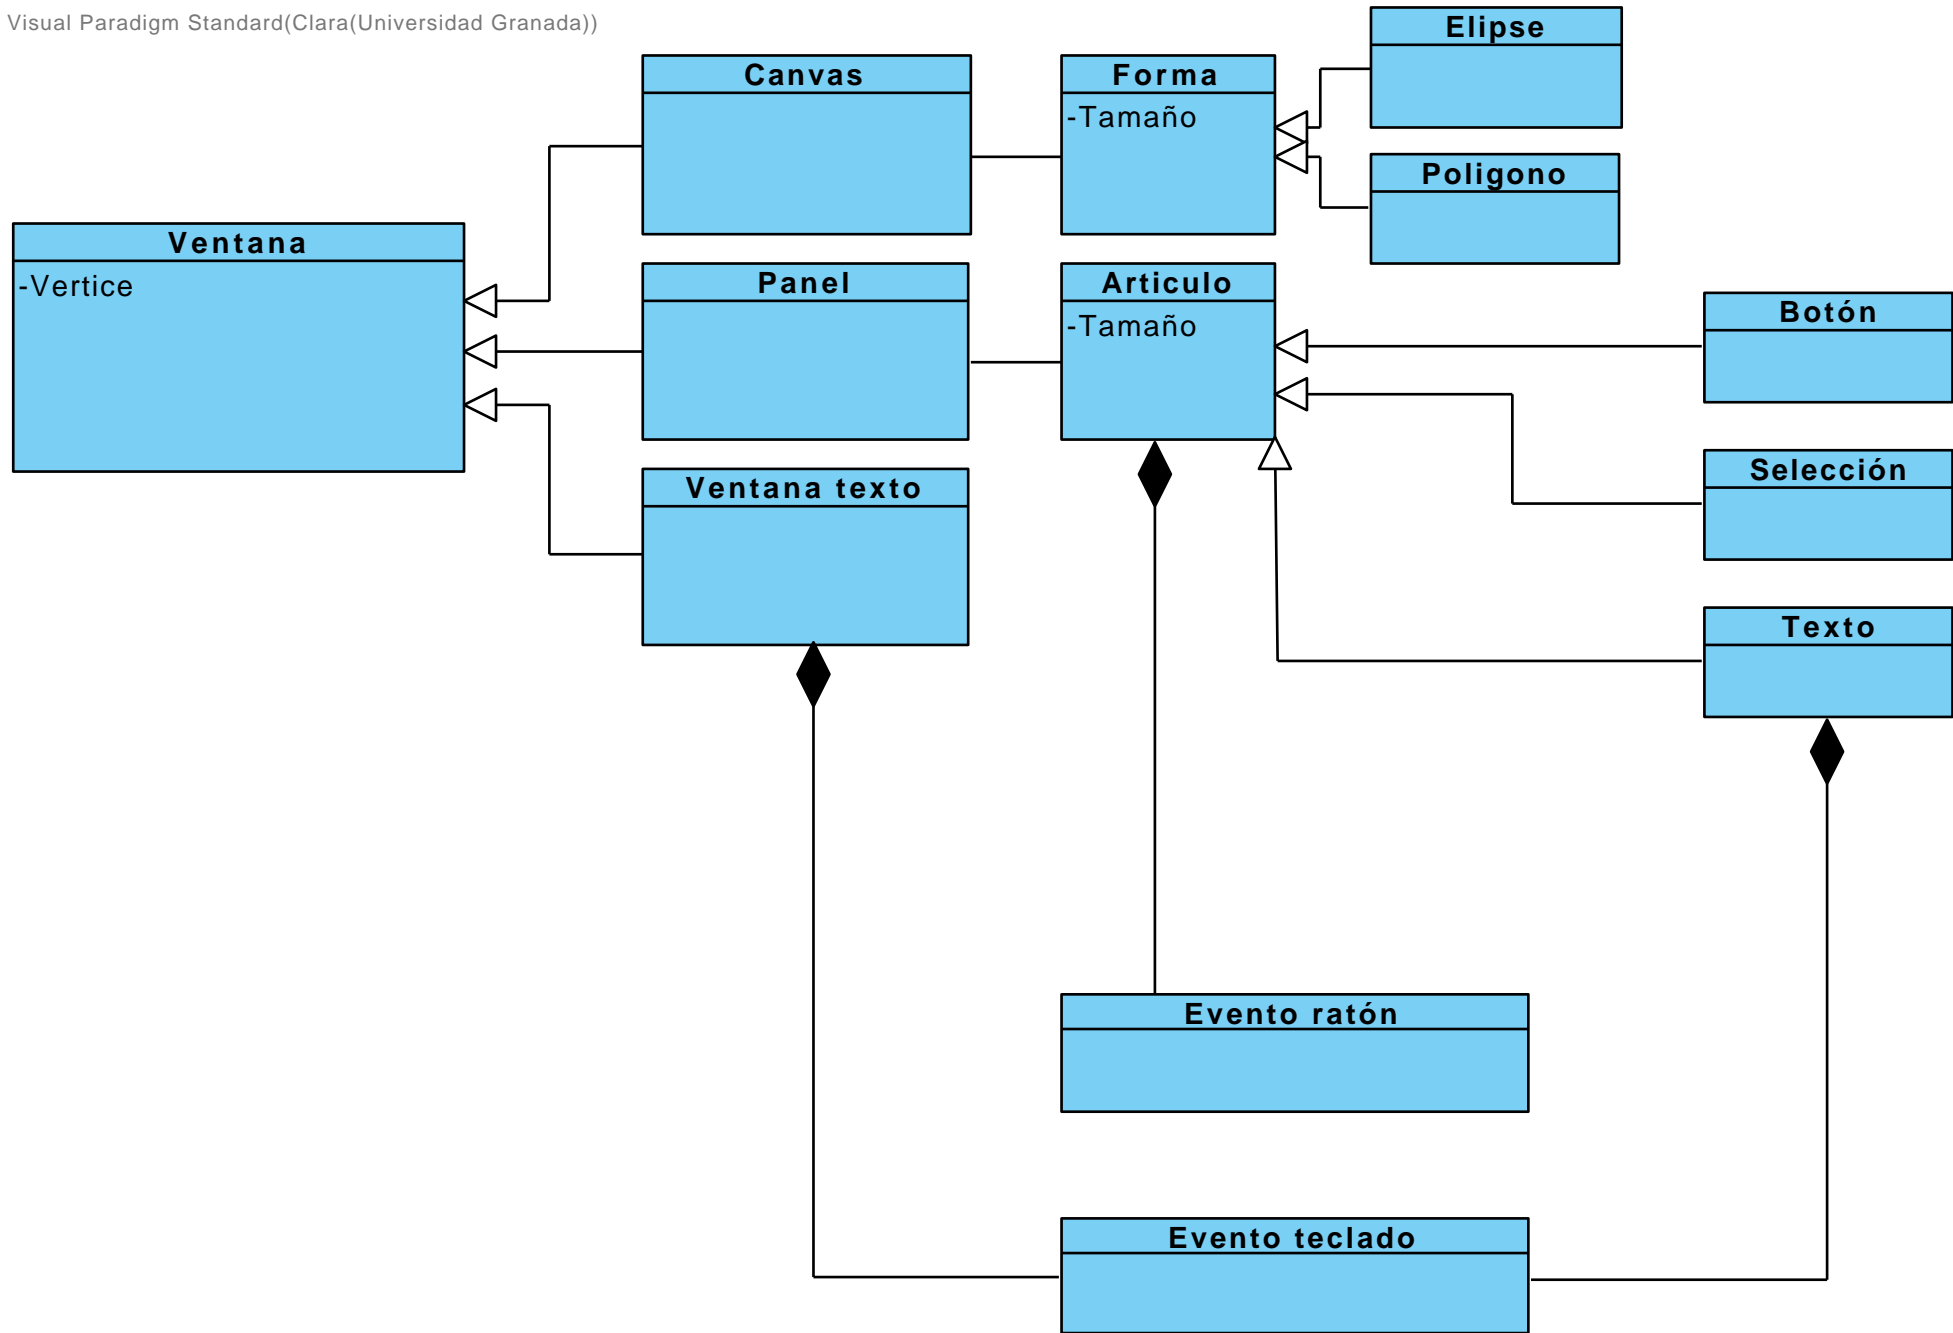 Visual Paradigm Standard(Clara(Universidad Granada))
Elipse
Canvas
Forma
-Tamaño
Poligono
Ventana
-Vertice
Panel
Articulo
-Tamaño
Botón
Ventana texto
Selección
Texto
Evento ratón
Evento teclado